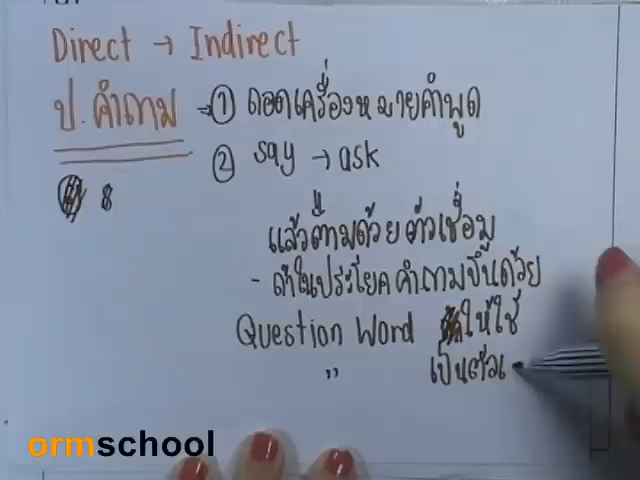 Direct → Indirect
ป. คำถาม → ① ถอดเครื่องหมายคำพูด
② say → ask
8
แล้วตามด้วย ตัวเชื่อม
- ถ้าในประโยค คำถามขึ้นด้วย
Question Word ให้ใช้
” เป็นตัวเ
ormschool